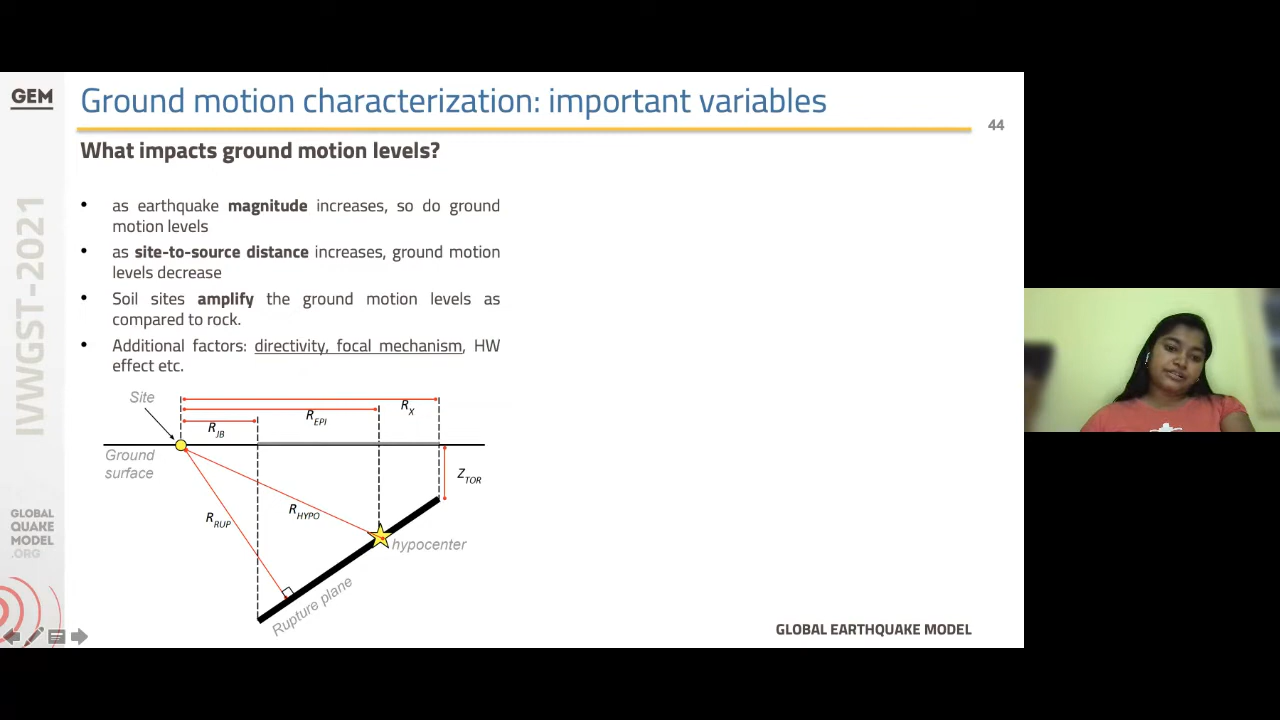 GEM
Ground motion characterization: important variables
44
What impacts ground motion levels?
• as earthquake magnitude increases, so do ground
motion levels
• as site-to-source distance increases, ground motion
levels decrease
• Soil sites amplify the ground motion levels as
compared to rock.
• Additional factors: directivity, focal mechanism, HW
effect etc.
IVWGST-2021
Site
R_X
R_EPI
R_JB
Ground
surface
Z_TOR
R_RUP
R_HYPO
hypocenter
Rupture plane
GLOBAL
QUAKE
MODEL
.ORG
GLOBAL EARTHQUAKE MODEL